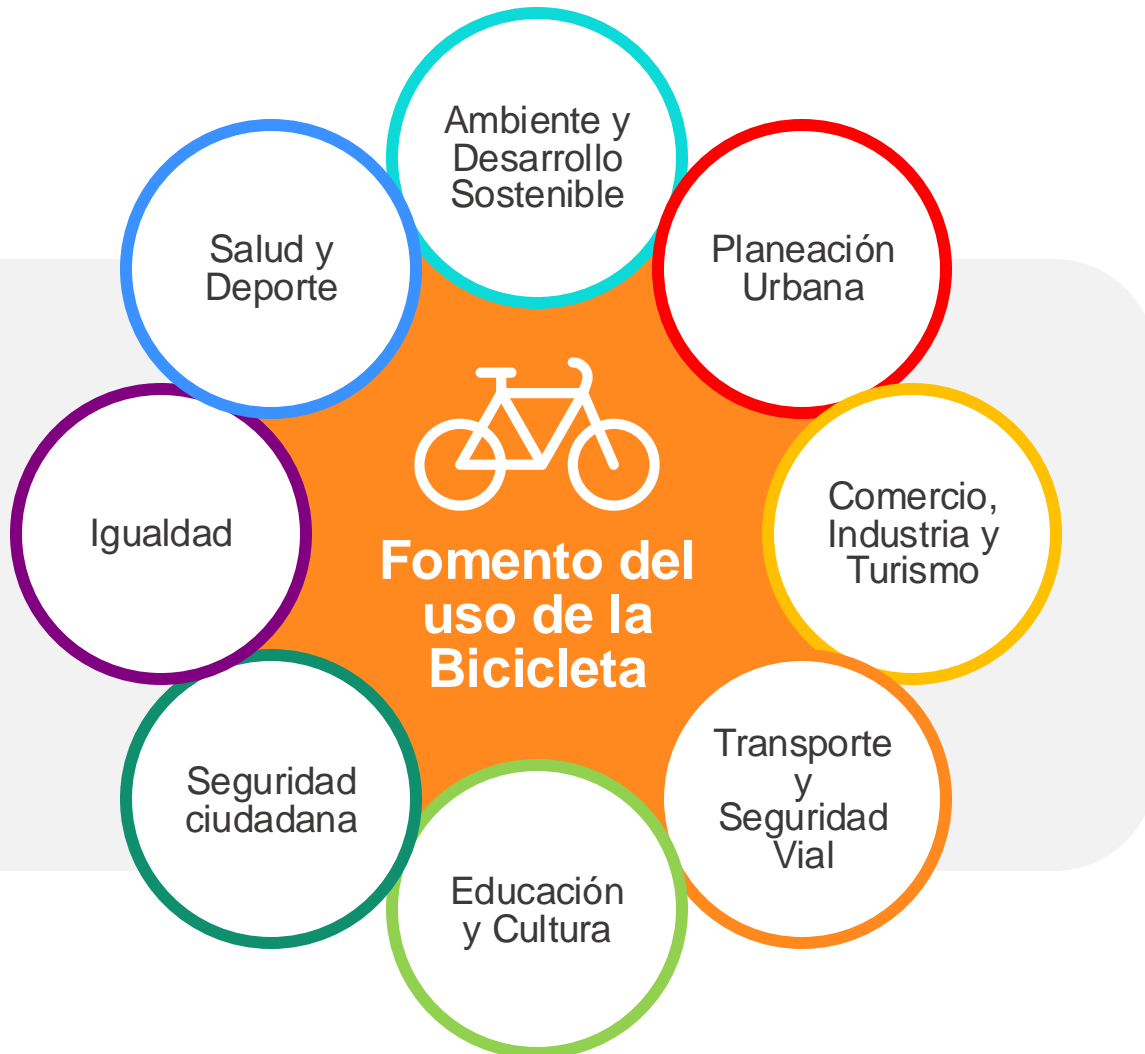 Ambiente y
Desarrollo
Sostenible
Planeación
Urbana
Comercio,
Industria y
Turismo
Transporte
y
Seguridad
Vial
Educación
y Cultura
Seguridad
ciudadana
Igualdad
Salud y
Deporte
Fomento del
uso de la
Bicicleta